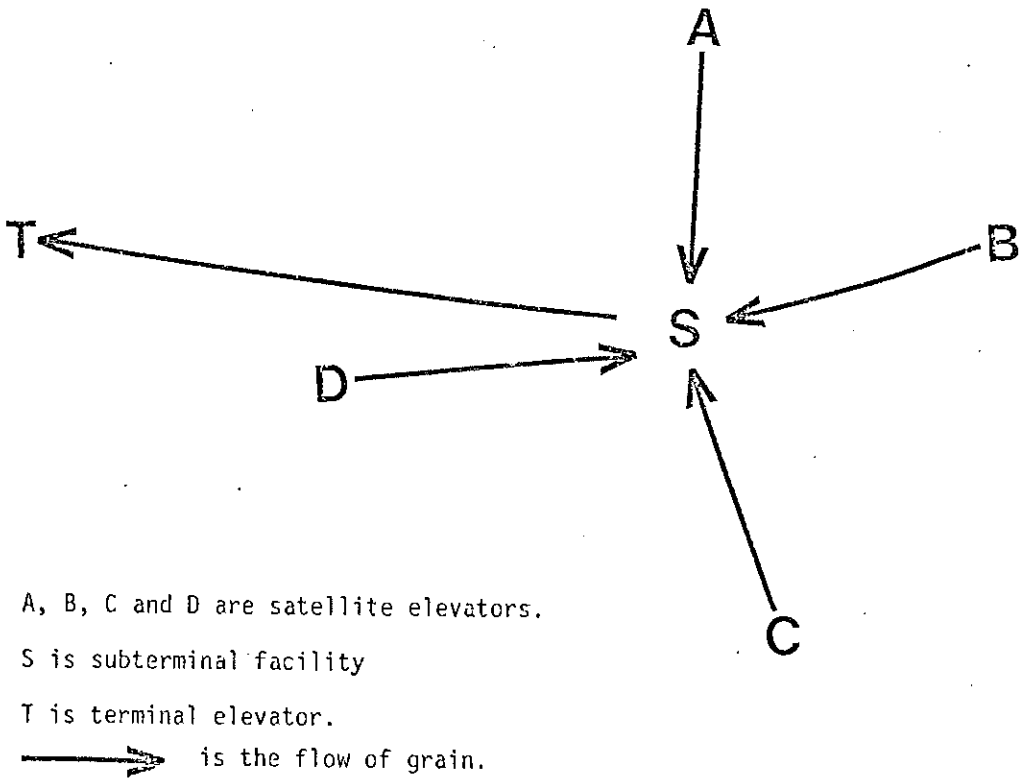 A
T
B
S
D
C
A, B, C and D are satellite elevators.
S is subterminal facility
T is terminal elevator.
is the flow of grain.